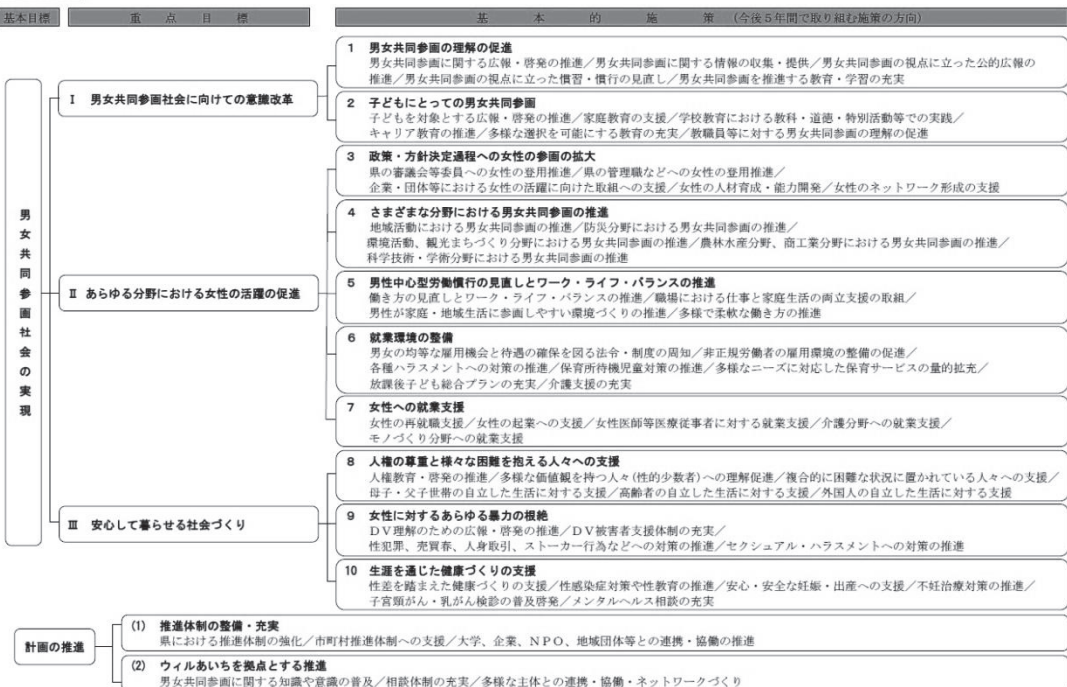 基本目標
重点目標
基本的施策（今後５年間で取り組む施策の方向）
男女共同参画社会の実現
Ⅰ 男女共同参画社会に向けての意識改革
1 男女共同参画の理解の促進
男女共同参画に関する広報・啓発の推進／男女共同参画に関する情報の収集・提供／男女共同参画の視点に立った公的広報の
推進／男女共同参画の視点に立った慣習・慣行の見直し／男女共同参画を推進する教育・学習の充実
2 子どもにとっての男女共同参画
子どもを対象とする広報・啓発の推進／家庭教育の支援／学校教育における教科・道徳・特別活動等での実践／
キャリア教育の推進／多様な選択を可能にする教育の充実／教職員等に対する男女共同参画の理解の促進
Ⅱ あらゆる分野における女性の活躍の促進
3 政策・方針決定過程への女性の参画の拡大
県の審議会等委員への女性の登用推進／県の管理職などへの女性の登用推進／
企業・団体等における女性の活躍に向けた取組への支援／女性の人材育成・能力開発／女性のネットワーク形成の支援
4 さまざまな分野における男女共同参画の推進
地域活動における男女共同参画の推進／防災分野における男女共同参画の推進／
環境活動、観光まちづくり分野における男女共同参画の推進／農林水産分野、商工業分野における男女共同参画の推進／
科学技術・学術分野における男女共同参画の推進
5 男性中心型労働慣行の見直しとワーク・ライフ・バランスの推進
働き方の見直しとワーク・ライフ・バランスの推進／職場における仕事と家庭生活の両立支援の取組／
男性が家庭・地域生活に参画しやすい環境づくりの推進／多様で柔軟な働き方の推進
6 就業環境の整備
男女の均等な雇用機会と待遇の確保を図る法令・制度の周知／非正規労働者の雇用環境の整備の促進／
各種ハラスメントへの対策の推進／保育所待機児童対策の推進／多様なニーズに対応した保育サービスの量的拡充／
放課後子ども総合プランの充実／介護支援の充実
7 女性への就業支援
女性の再就職支援／女性の起業への支援／女性医師等医療従事者に対する就業支援／介護分野への就業支援／
モノづくり分野への就業支援
Ⅲ 安心して暮らせる社会づくり
8 人権の尊重と様々な困難を抱える人々への支援
人権教育・啓発の推進／多様な価値観を持つ人々(性的少数者)への理解促進／複合的に困難な状況に置かれている人々への支援／
母子・父子世帯の自立した生活に対する支援／高齢者の自立した生活に対する支援／外国人の自立した生活に対する支援
9 女性に対するあらゆる暴力の根絶
ＤＶ理解のための広報・啓発の推進／ＤＶ被害者支援体制の充実／
性犯罪、売買春、人身取引、ストーカー行為などへの対策の推進／セクシュアル・ハラスメントへの対策の推進
10 生涯を通じた健康づくりの支援
性差を踏まえた健康づくりの支援／性感染症対策や性教育の推進／安心・安全な妊娠・出産への支援／不妊治療対策の推進／
子宮頸がん・乳がん検診の普及啓発／メンタルヘルス相談の充実
計画の推進
(1) 推進体制の整備・充実
県における推進体制の強化／市町村推進体制への支援／大学、企業、ＮＰＯ、地域団体等との連携・協働の推進
(2) ウィルあいちを拠点とする推進
男女共同参画に関する知識や意識の普及／相談体制の充実／多様な主体との連携・協働・ネットワークづくり